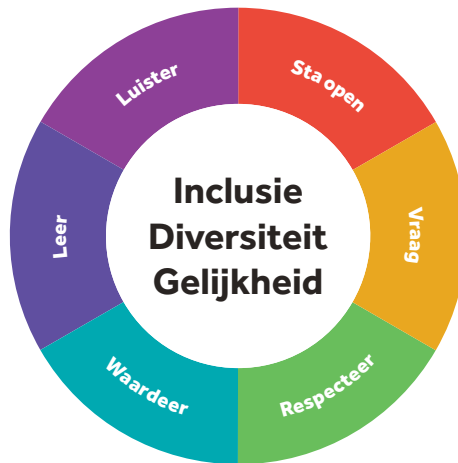 Inclusie
Diversiteit
Gelijkheid
Sta open
Vraag
Respecteer
Waardeer
Leer
Luister